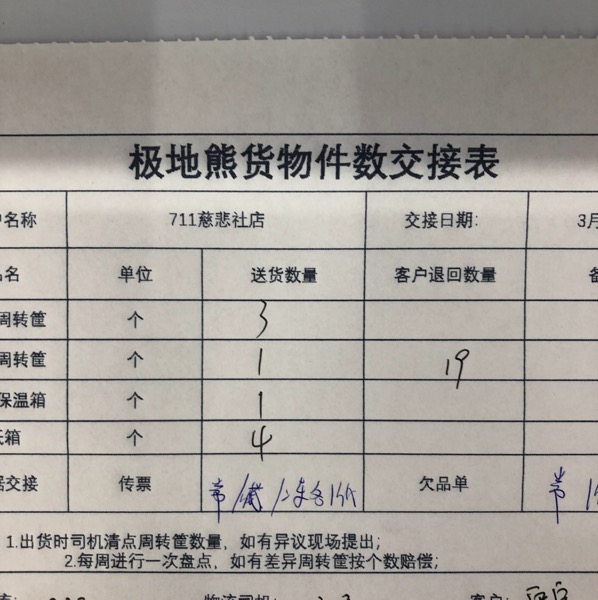 极地熊货物件数交接表
名称 711慈悲社店 交接日期: 3月
名 单位 送货数量 客户退回数量
周转筐 个 3
周转筐 个 1 19
保温箱 个 1
纸箱 个 4
交接 传票 常 欠品单 常
1.出货时司机清点周转筐数量，如有异议现场提出;
2.每周进行一次盘点，如有差异周转筐按个数赔偿;